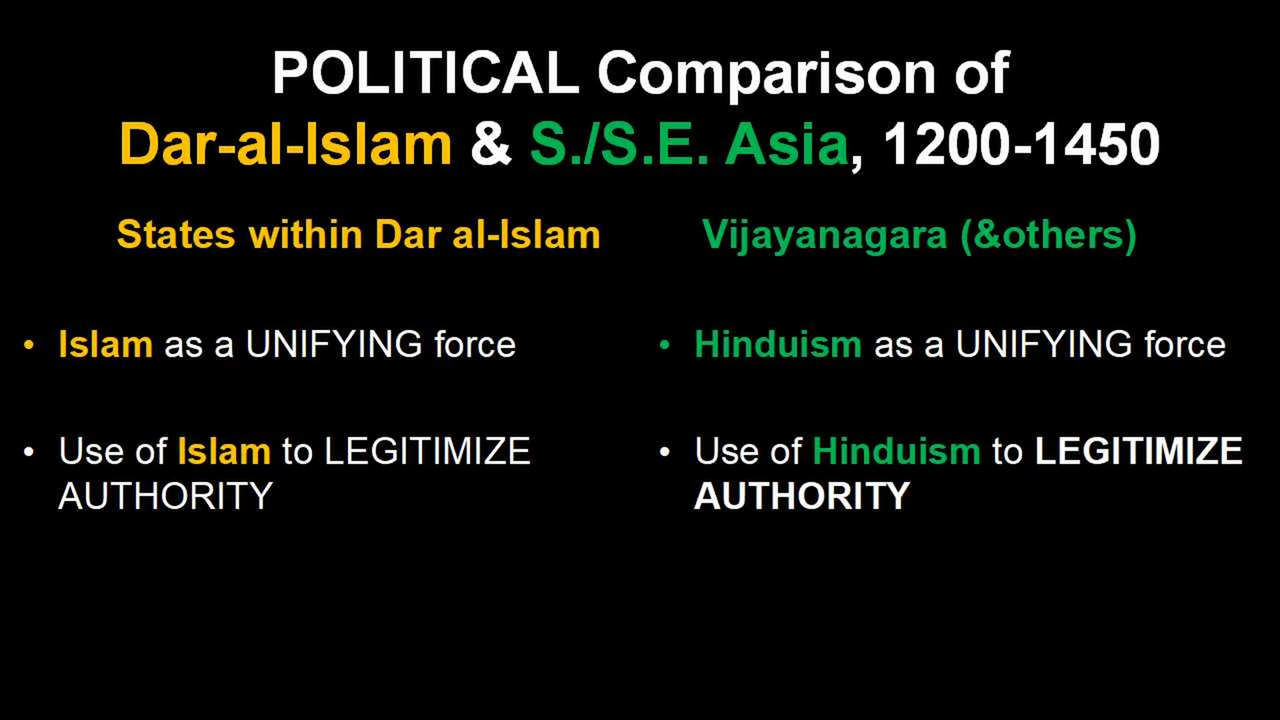 POLITICAL Comparison of
Dar-al-Islam & S./S.E. Asia, 1200-1450
States within Dar al-Islam
• Islam as a UNIFYING force
• Use of Islam to LEGITIMIZE
AUTHORITY
Vijayanagara (&others)
• Hinduism as a UNIFYING force
• Use of Hinduism to LEGITIMIZE
AUTHORITY